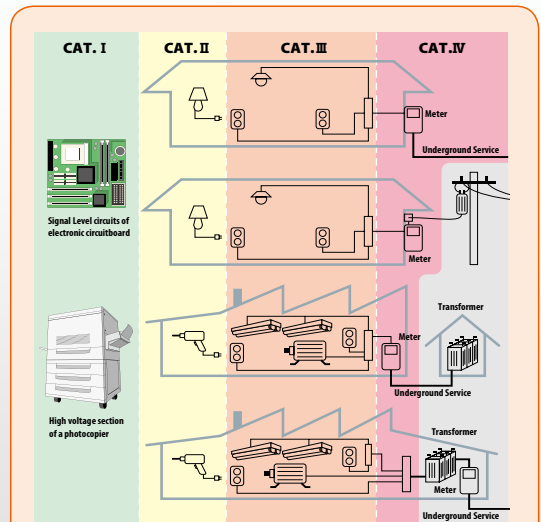 CAT. I
CAT. II
CAT. III
CAT. IV
Meter
Underground Service
Signal Level circuits of
electronic circuitboard
Meter
Transformer
Meter
Underground Service
High voltage section
of a photocopier
Transformer
Meter
Underground Service